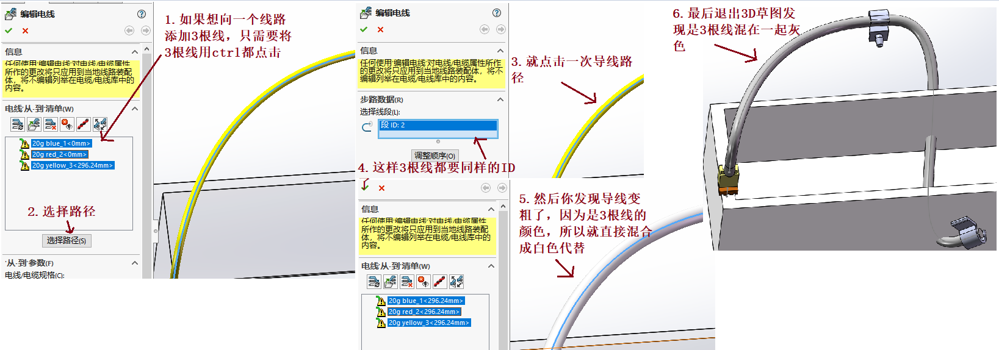 编辑电线
信息
任何使用'编辑电线'对电线/电缆属性
所作的更改将只应用到当地线路装配
体，将不编辑列举在电缆/电线库中的
内容。
电线'从-到'清单(W)
20g blue_1<0mm>
20g red_2<0mm>
20g yellow_3<296.24mm>
2. 选择路径
选择路径(S)
'从-到'参数(F)
电线/电缆规格(C):
1. 如果想向一个线路
添加3根线，只需要将
3根线用ctrl都点击
编辑电线
信息
任何使用'编辑电线'对电线/电缆属性所作
的更改将只应用到当地线路装配体，将不
编辑列举在电缆/电线库中的内容。
步路数据(R)
选择线段(L):
段 ID: 2
调整顺序(O)
3. 就点击一次导线路
径
4. 这样3根线都要同样的ID
了
信息
任何使用'编辑电线'对电线/电缆属性
所作的更改将只应用到当地线路装配
体，将不编辑列举在电缆/电线库中的
内容。
电线'从-到'清单(W)
20g blue_1<296.24mm>
20g red_2<296.24mm>
20g yellow_3<296.24mm>
5. 然后你发现导线变
粗了，因为是3根线的
颜色，所以就直接混合
成白色代替
6. 最后退出3D草图发
现是3根线混在一起灰
色